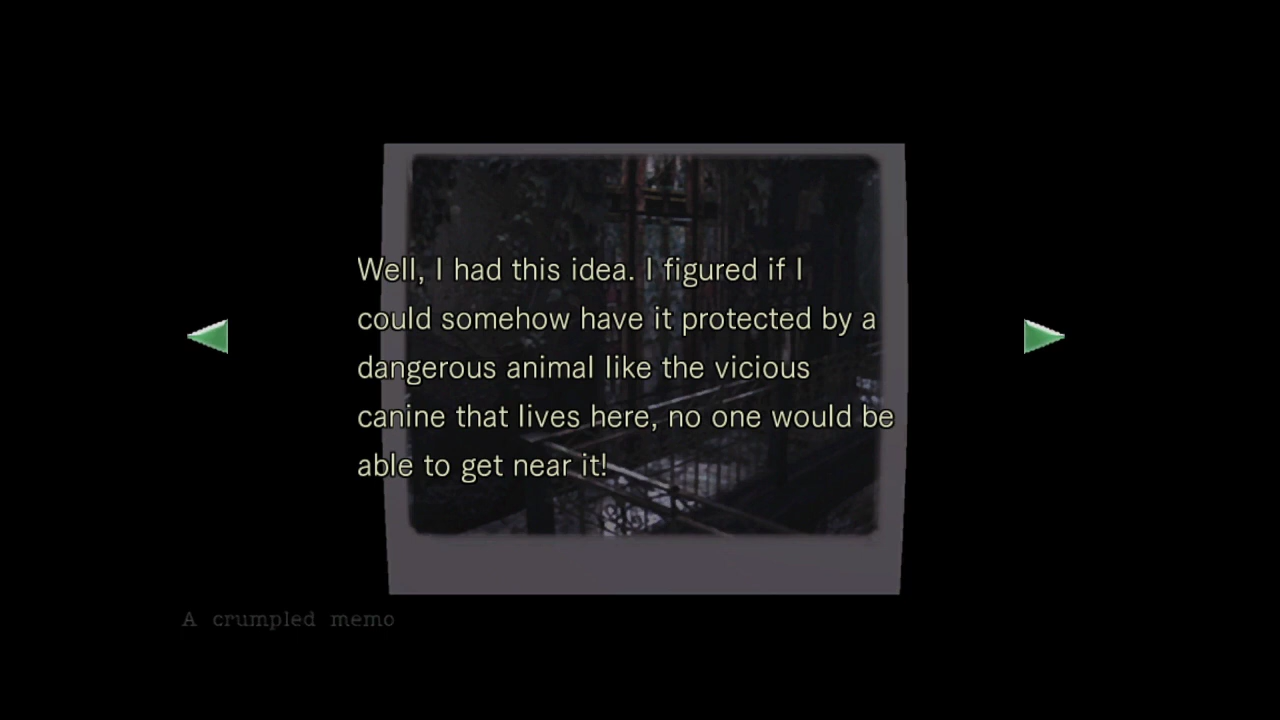 Well, I had this idea. I figured if I
could somehow have it protected by a
dangerous animal like the vicious
canine that lives here, no one would be
able to get near it!
A crumpled memo